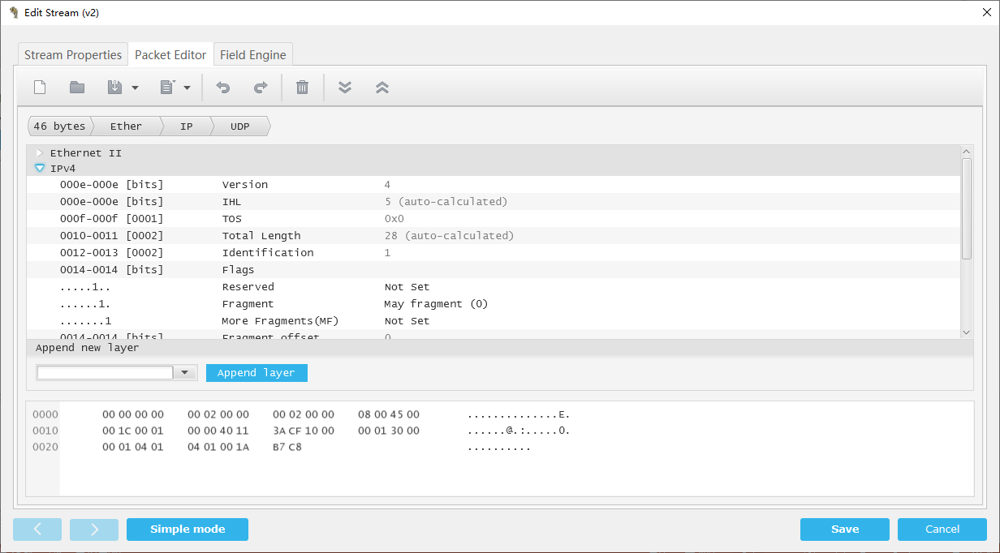 Edit Stream (v2)
Stream Properties Packet Editor Field Engine
46 bytes Ether IP UDP
Ethernet II
IPv4
000e-000e [bits] Version 4
000e-000e [bits] IHL 5 (auto-calculated)
000f-000f [0001] TOS 0x0
0010-0011 [0002] Total Length 28 (auto-calculated)
0012-0013 [0002] Identification 1
0014-0014 [bits] Flags
.....1.. Reserved Not Set
......1. Fragment May fragment (0)
.......1 More Fragments(MF) Not Set
0014-0014 [bits] Fragment offset 0
Append new layer
Append layer
0000 00 00 00 00 00 02 00 00 00 02 00 00 08 00 45 00 ..............E.
0010 00 1C 00 01 00 00 40 11 3A CF 10 00 00 01 30 00 ......@.:.....0.
0020 00 01 04 01 04 01 00 1A B7 C8 ..........
Simple mode Save Cancel